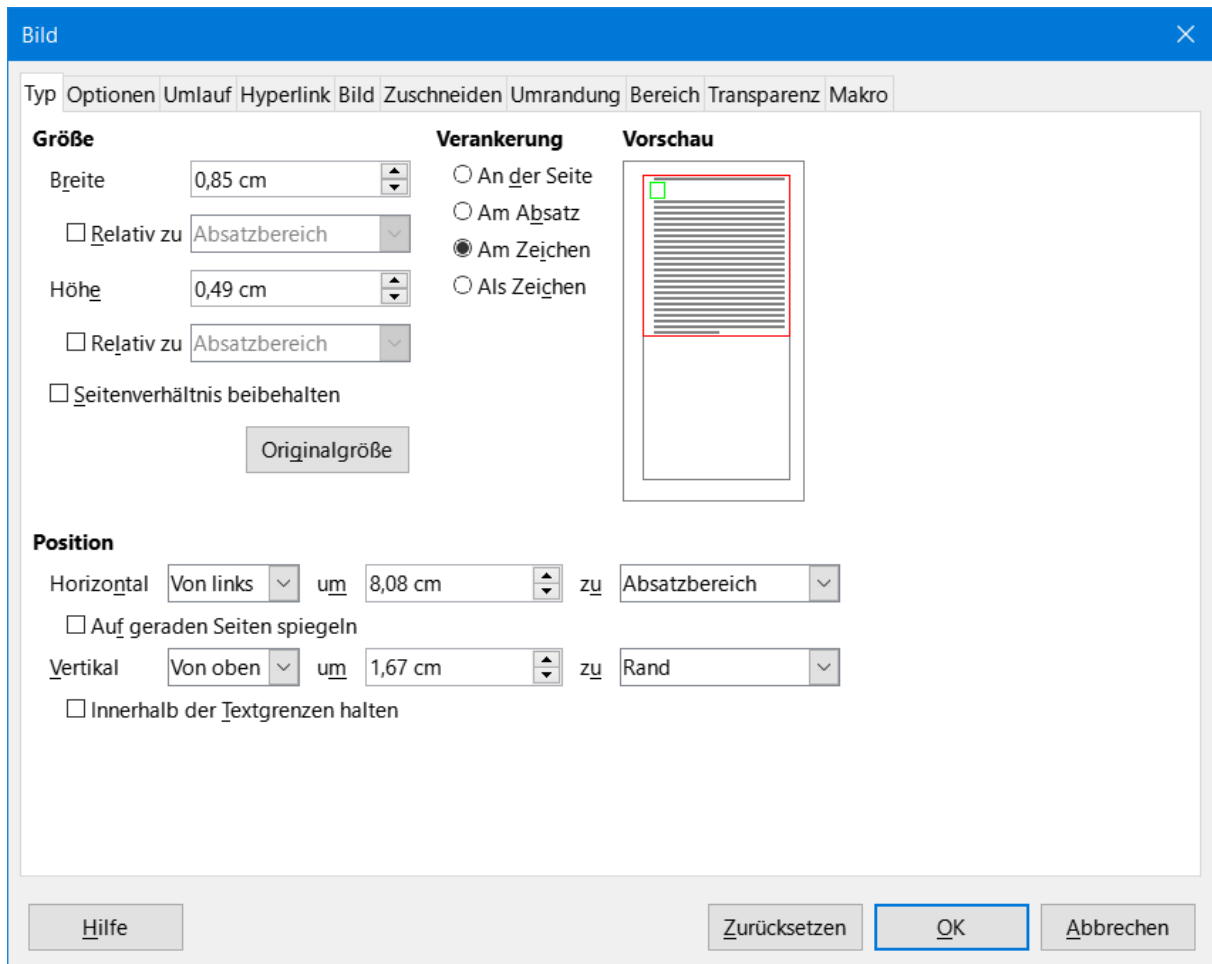 Bild
Typ Optionen Umlauf Hyperlink Bild Zuschneiden Umrandung Bereich Transparenz Makro
Größe
Breite 0,85 cm
Relativ zu Absatzbereich
Höhe 0,49 cm
Relativ zu Absatzbereich
Seitenverhältnis beibehalten
Originalgröße
Verankerung
An der Seite
Am Absatz
Am Zeichen
Als Zeichen
Vorschau
Position
Horizontal Von links um 8,08 cm zu Absatzbereich
Auf geraden Seiten spiegeln
Vertikal Von oben um 1,67 cm zu Rand
Innerhalb der Textgrenzen halten
Hilfe Zurücksetzen OK Abbrechen